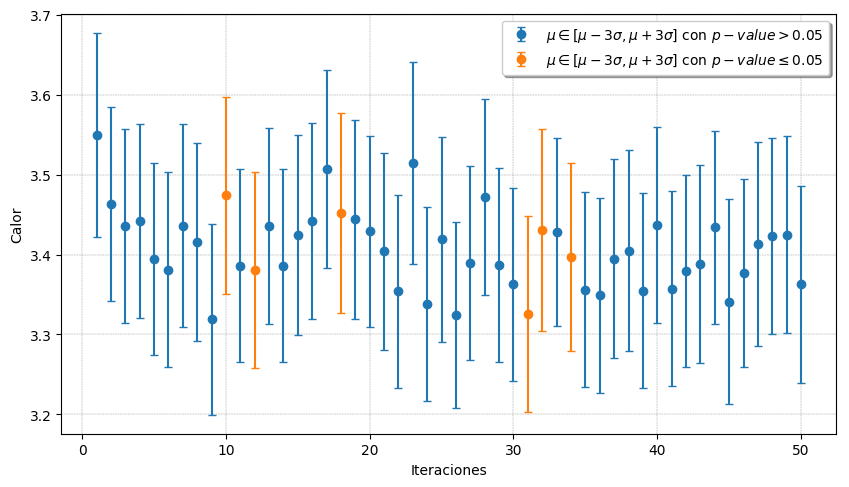 3.7
3.6
3.5
3.4
3.3
3.2
Calor
μ ∈ [μ − 3σ, μ + 3σ] con p − value > 0.05
μ ∈ [μ − 3σ, μ + 3σ] con p − value ≤ 0.05
0 10 20 30 40 50
Iteraciones